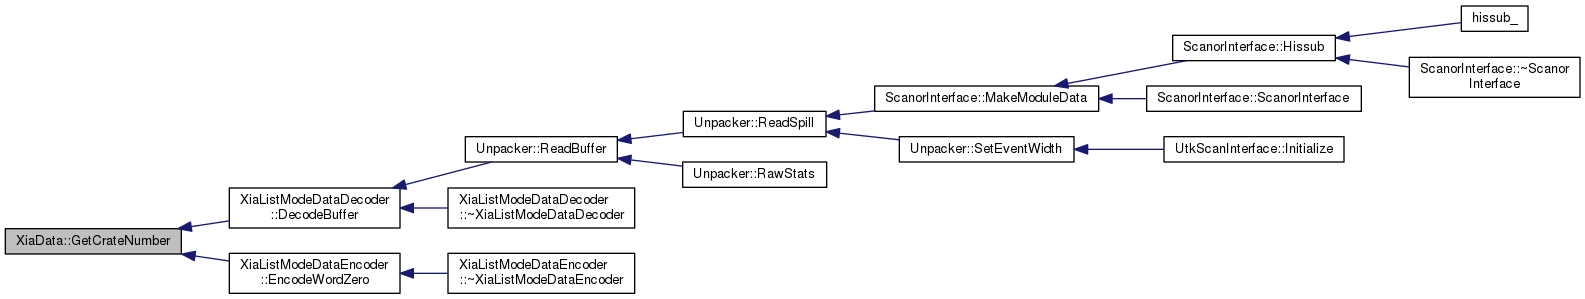 hissub_
ScanorInterface::Hissub
ScanorInterface::~Scanor
Interface
ScanorInterface::MakeModuleData
ScanorInterface::ScanorInterface
Unpacker::ReadSpill
Unpacker::ReadBuffer
Unpacker::SetEventWidth
UtkScanInterface::Initialize
Unpacker::RawStats
XiaListModeDataDecoder
::DecodeBuffer
XiaListModeDataDecoder
::~XiaListModeDataDecoder
XiaData::GetCrateNumber
XiaListModeDataEncoder
::EncodeWordZero
XiaListModeDataEncoder
::~XiaListModeDataEncoder